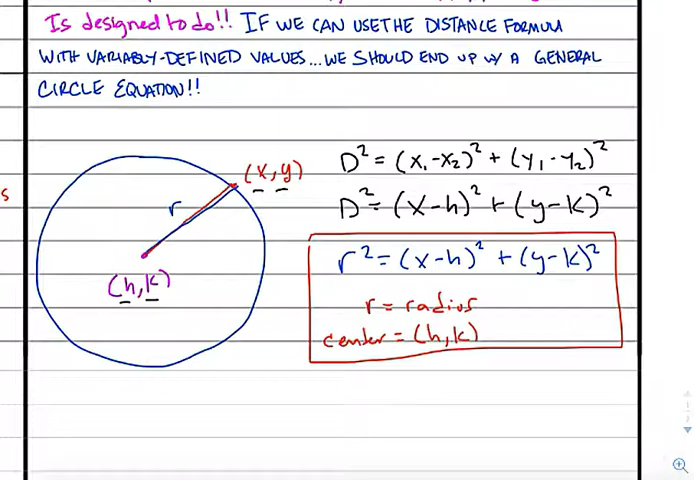 Is designed to do!! IF WE CAN USE THE DISTANCE FORMULA
WITH VARIABLY-DEFINED VALUES...WE SHOULD END UP W/ A GENERAL
CIRCLE EQUATION!!
s
(x, y)
r
(h, k)
D² = (x₁-x₂)² + (y₁-y₂)²
D² = (x-h)² + (y-k)²
r² = (x-h)² + (y-k)²
r = radius
center = (h, k)